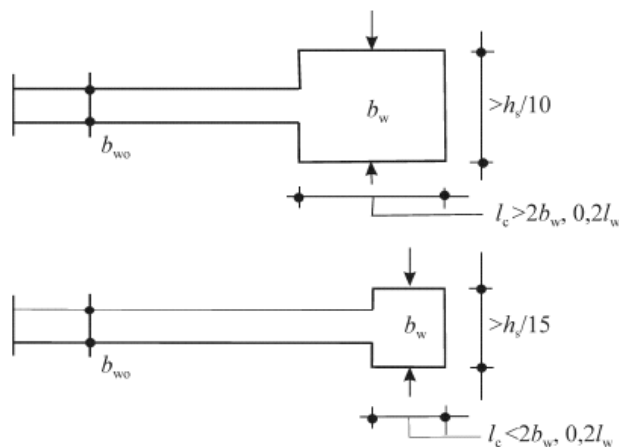 b_w
>h_s/10
b_wo
l_c>2b_w, 0,2l_w
b_w
>h_s/15
b_wo
l_c<2b_w, 0,2l_w